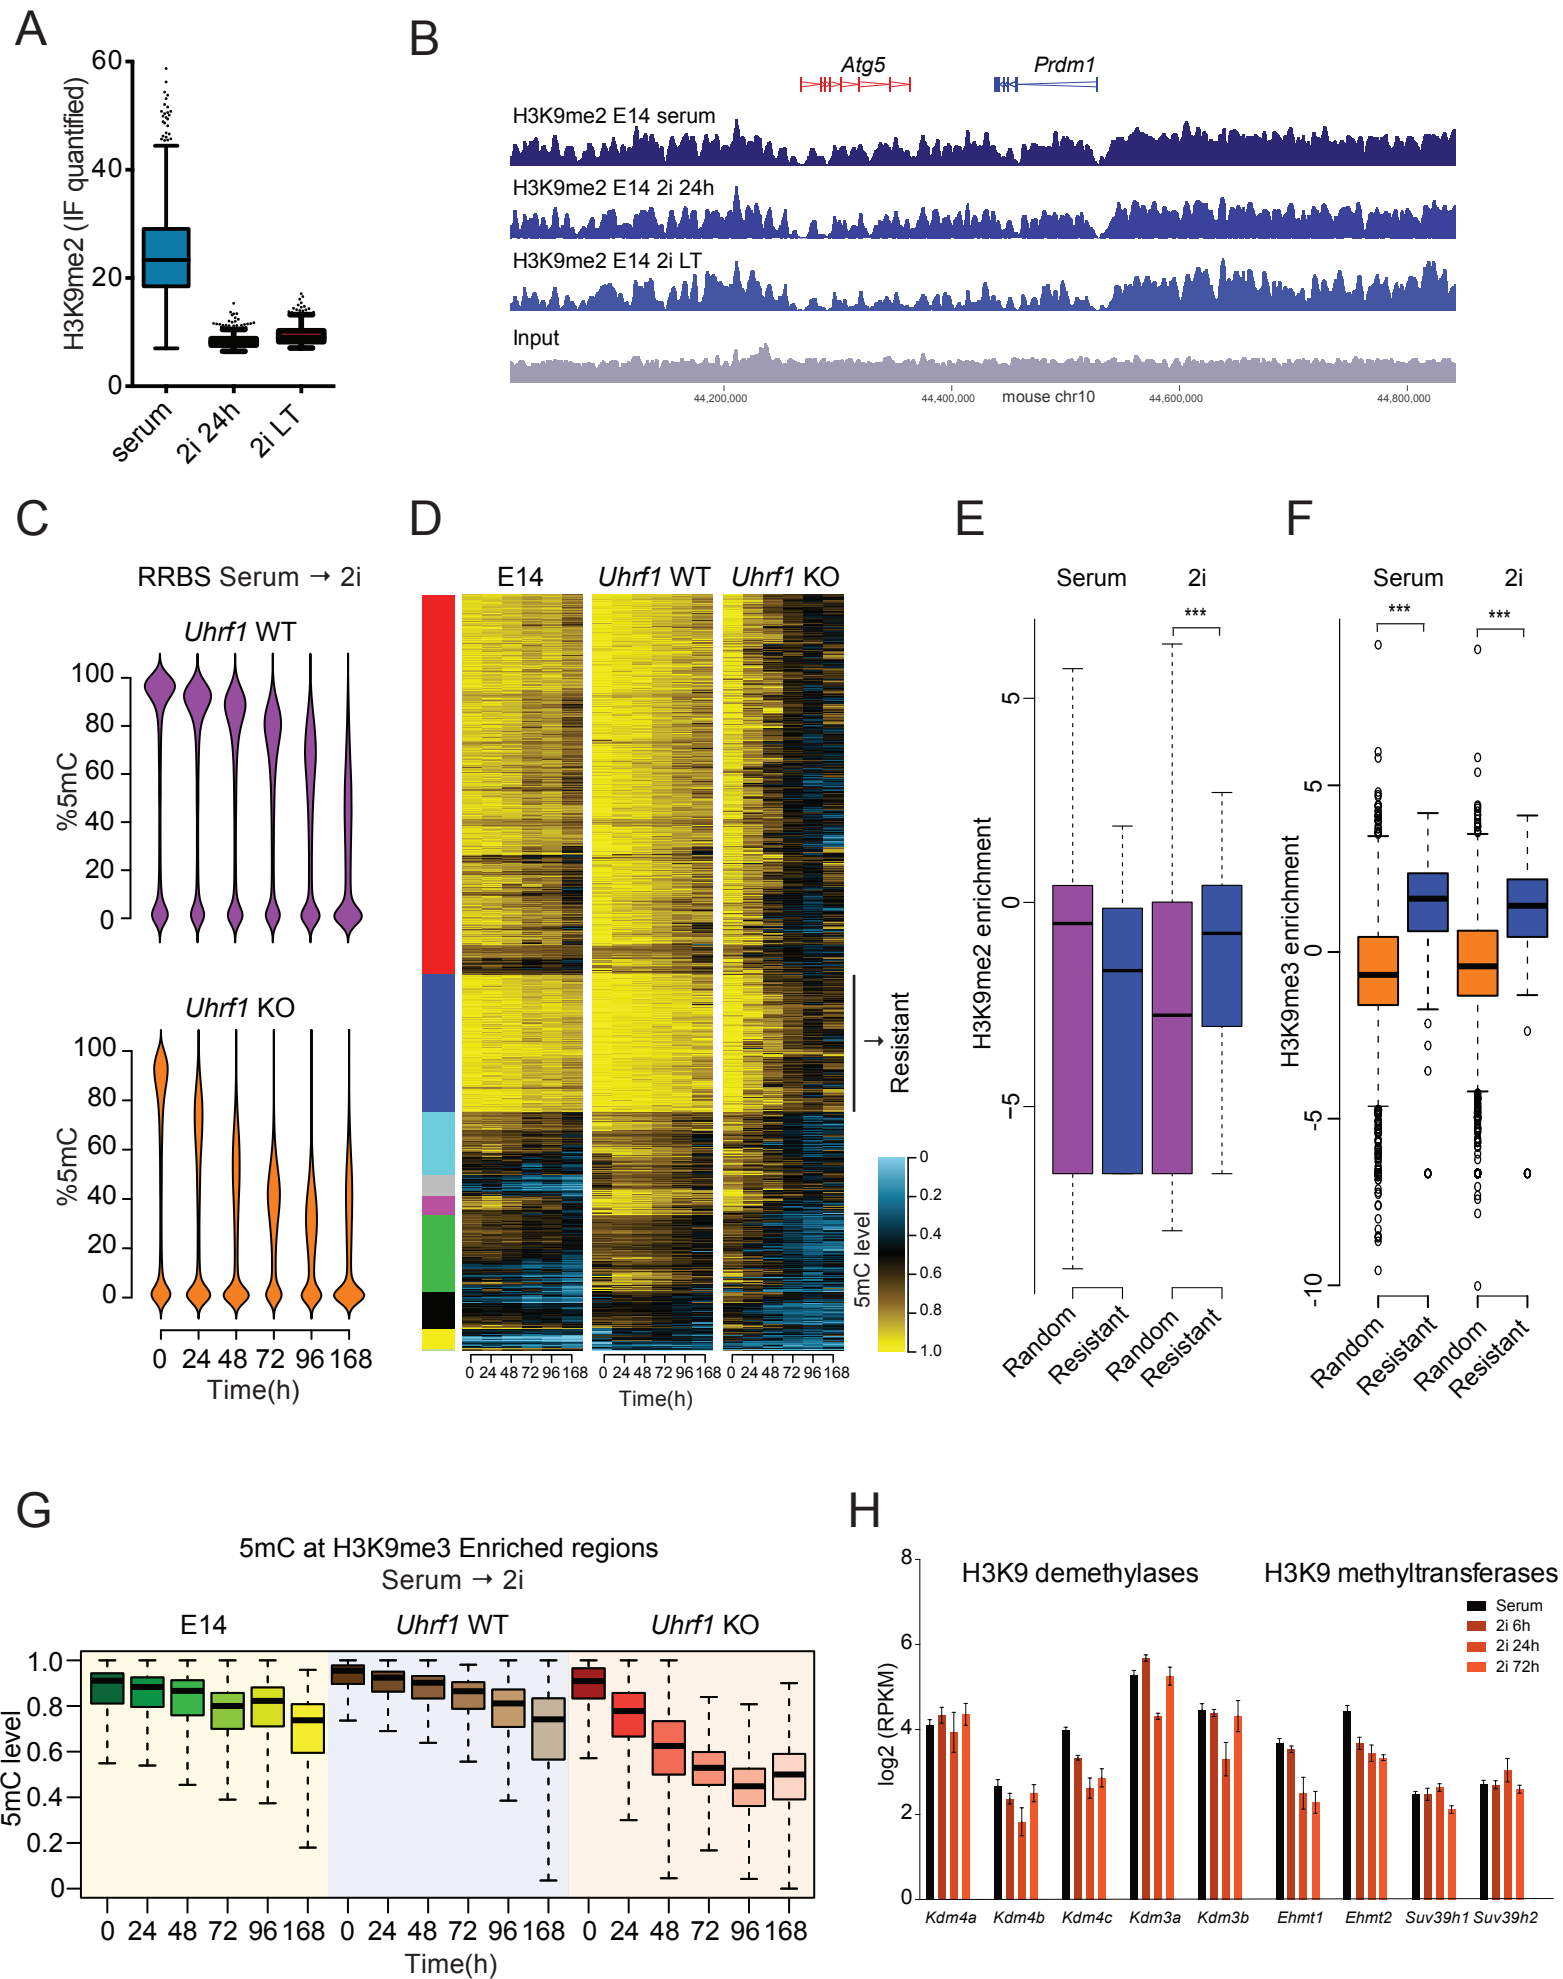 A
H3K9me2 (IF quantified)
60
40
20
0
serum
2i 24h
2i LT
B
Atg5
Prdm1
H3K9me2 E14 serum
H3K9me2 E14 2i 24h
H3K9me2 E14 2i LT
Input
44,200,000
44,400,000
mouse chr10
44,600,000
44,800,000
C
RRBS Serum → 2i
Uhrf1 WT
%5mC
100
80
60
40
20
0
Uhrf1 KO
%5mC
100
80
60
40
20
0
0 24 48 72 96 168
Time(h)
D
E14
Uhrf1 WT
Uhrf1 KO
→
Resistant
0 24 48 72 96 168
0 24 48 72 96 168
0 24 48 72 96 168
Time(h)
5mC level
0
0.2
0.4
0.6
0.8
1.0
E
Serum
2i
***
H3K9me2 enrichment
5
0
-5
Random
Resistant
Random
Resistant
F
Serum
2i
***
***
H3K9me3 enrichment
5
0
-5
-10
Random
Resistant
Random
Resistant
G
5mC at H3K9me3 Enriched regions
Serum → 2i
E14
Uhrf1 WT
Uhrf1 KO
5mC level
1.0
0.8
0.6
0.4
0.2
0
0 24 48 72 96 168 0 24 48 72 96 168 0 24 48 72 96 168
Time(h)
H
H3K9 demethylases
H3K9 methyltransferases
Serum
2i 6h
2i 24h
2i 72h
log2 (RPKM)
8
6
4
2
0
Kdm4a Kdm4b Kdm4c Kdm3a Kdm3b Ehmt1 Ehmt2 Suv39h1 Suv39h2